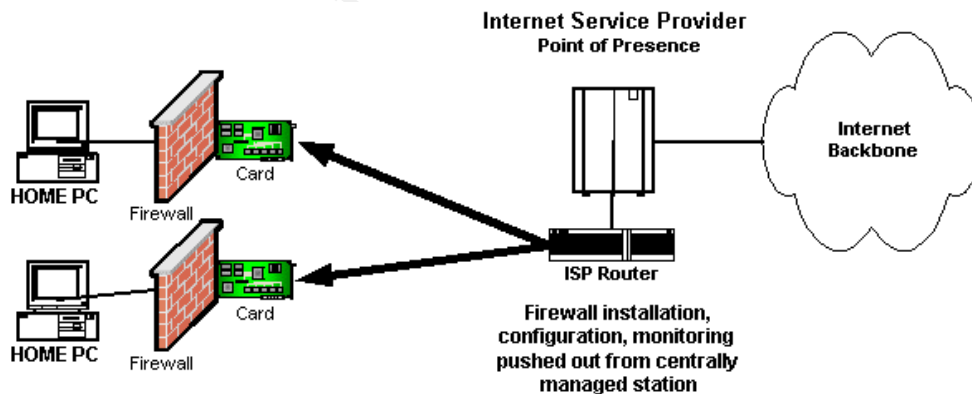 Internet Service Provider
Point of Presence
Internet
Backbone
HOME PC
Firewall
Card
HOME PC
Firewall
Card
ISP Router
Firewall installation,
configuration, monitoring
pushed out from centrally
managed station